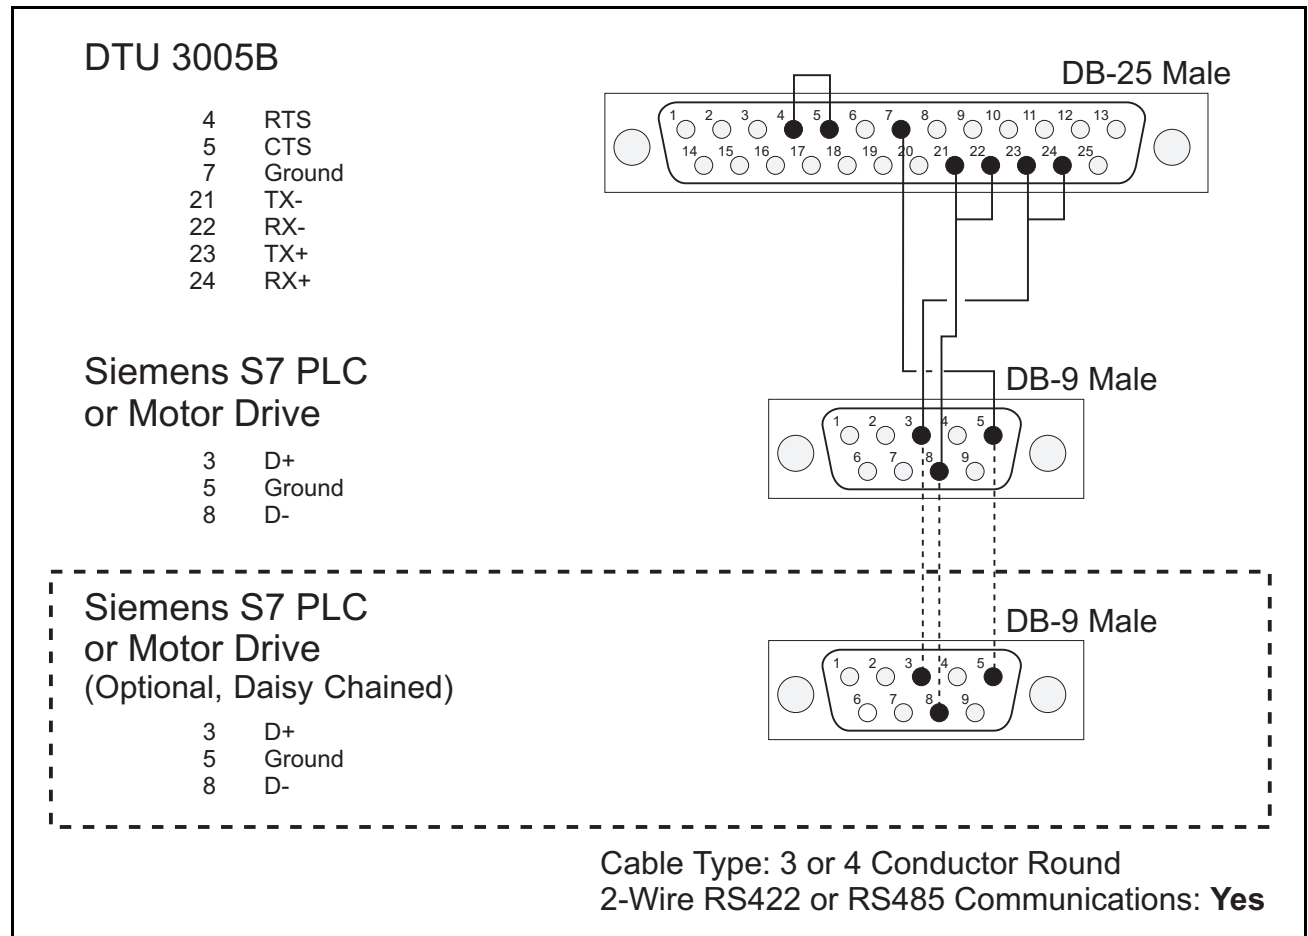 DTU 3005B
4 RTS
5 CTS
7 Ground
21 TX-
22 RX-
23 TX+
24 RX+
DB-25 Male
1 2 3 4 5 6 7 8 9 10 11 12 13
14 15 16 17 18 19 20 21 22 23 24 25
Siemens S7 PLC
or Motor Drive
3 D+
5 Ground
8 D-
DB-9 Male
1 2 3 4 5
6 7 8 9
Siemens S7 PLC
or Motor Drive
(Optional, Daisy Chained)
3 D+
5 Ground
8 D-
DB-9 Male
1 2 3 4 5
6 7 8 9
Cable Type: 3 or 4 Conductor Round
2-Wire RS422 or RS485 Communications: Yes